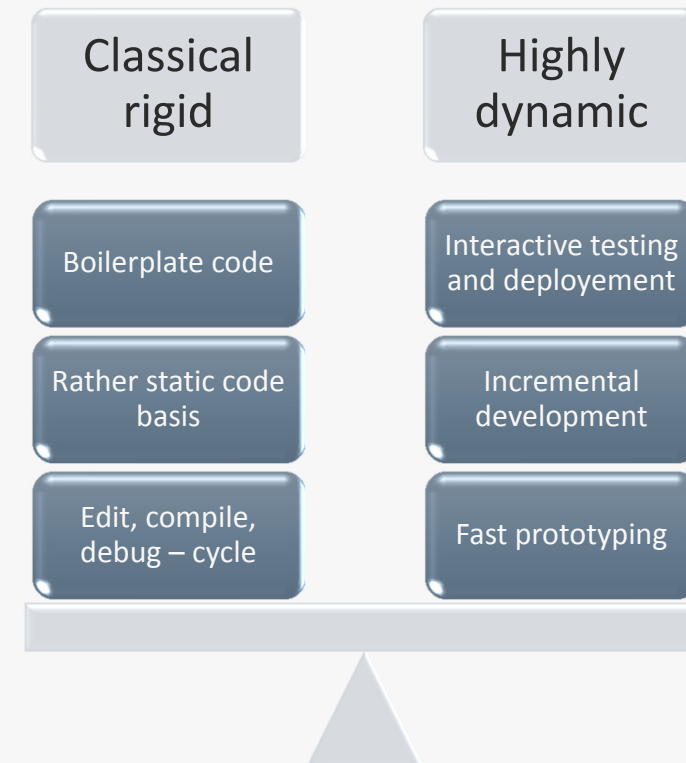 Classical
rigid
Boilerplate code
Rather static code
basis
Edit, compile,
debug – cycle
Highly
dynamic
Interactive testing
and deployement
Incremental
development
Fast prototyping